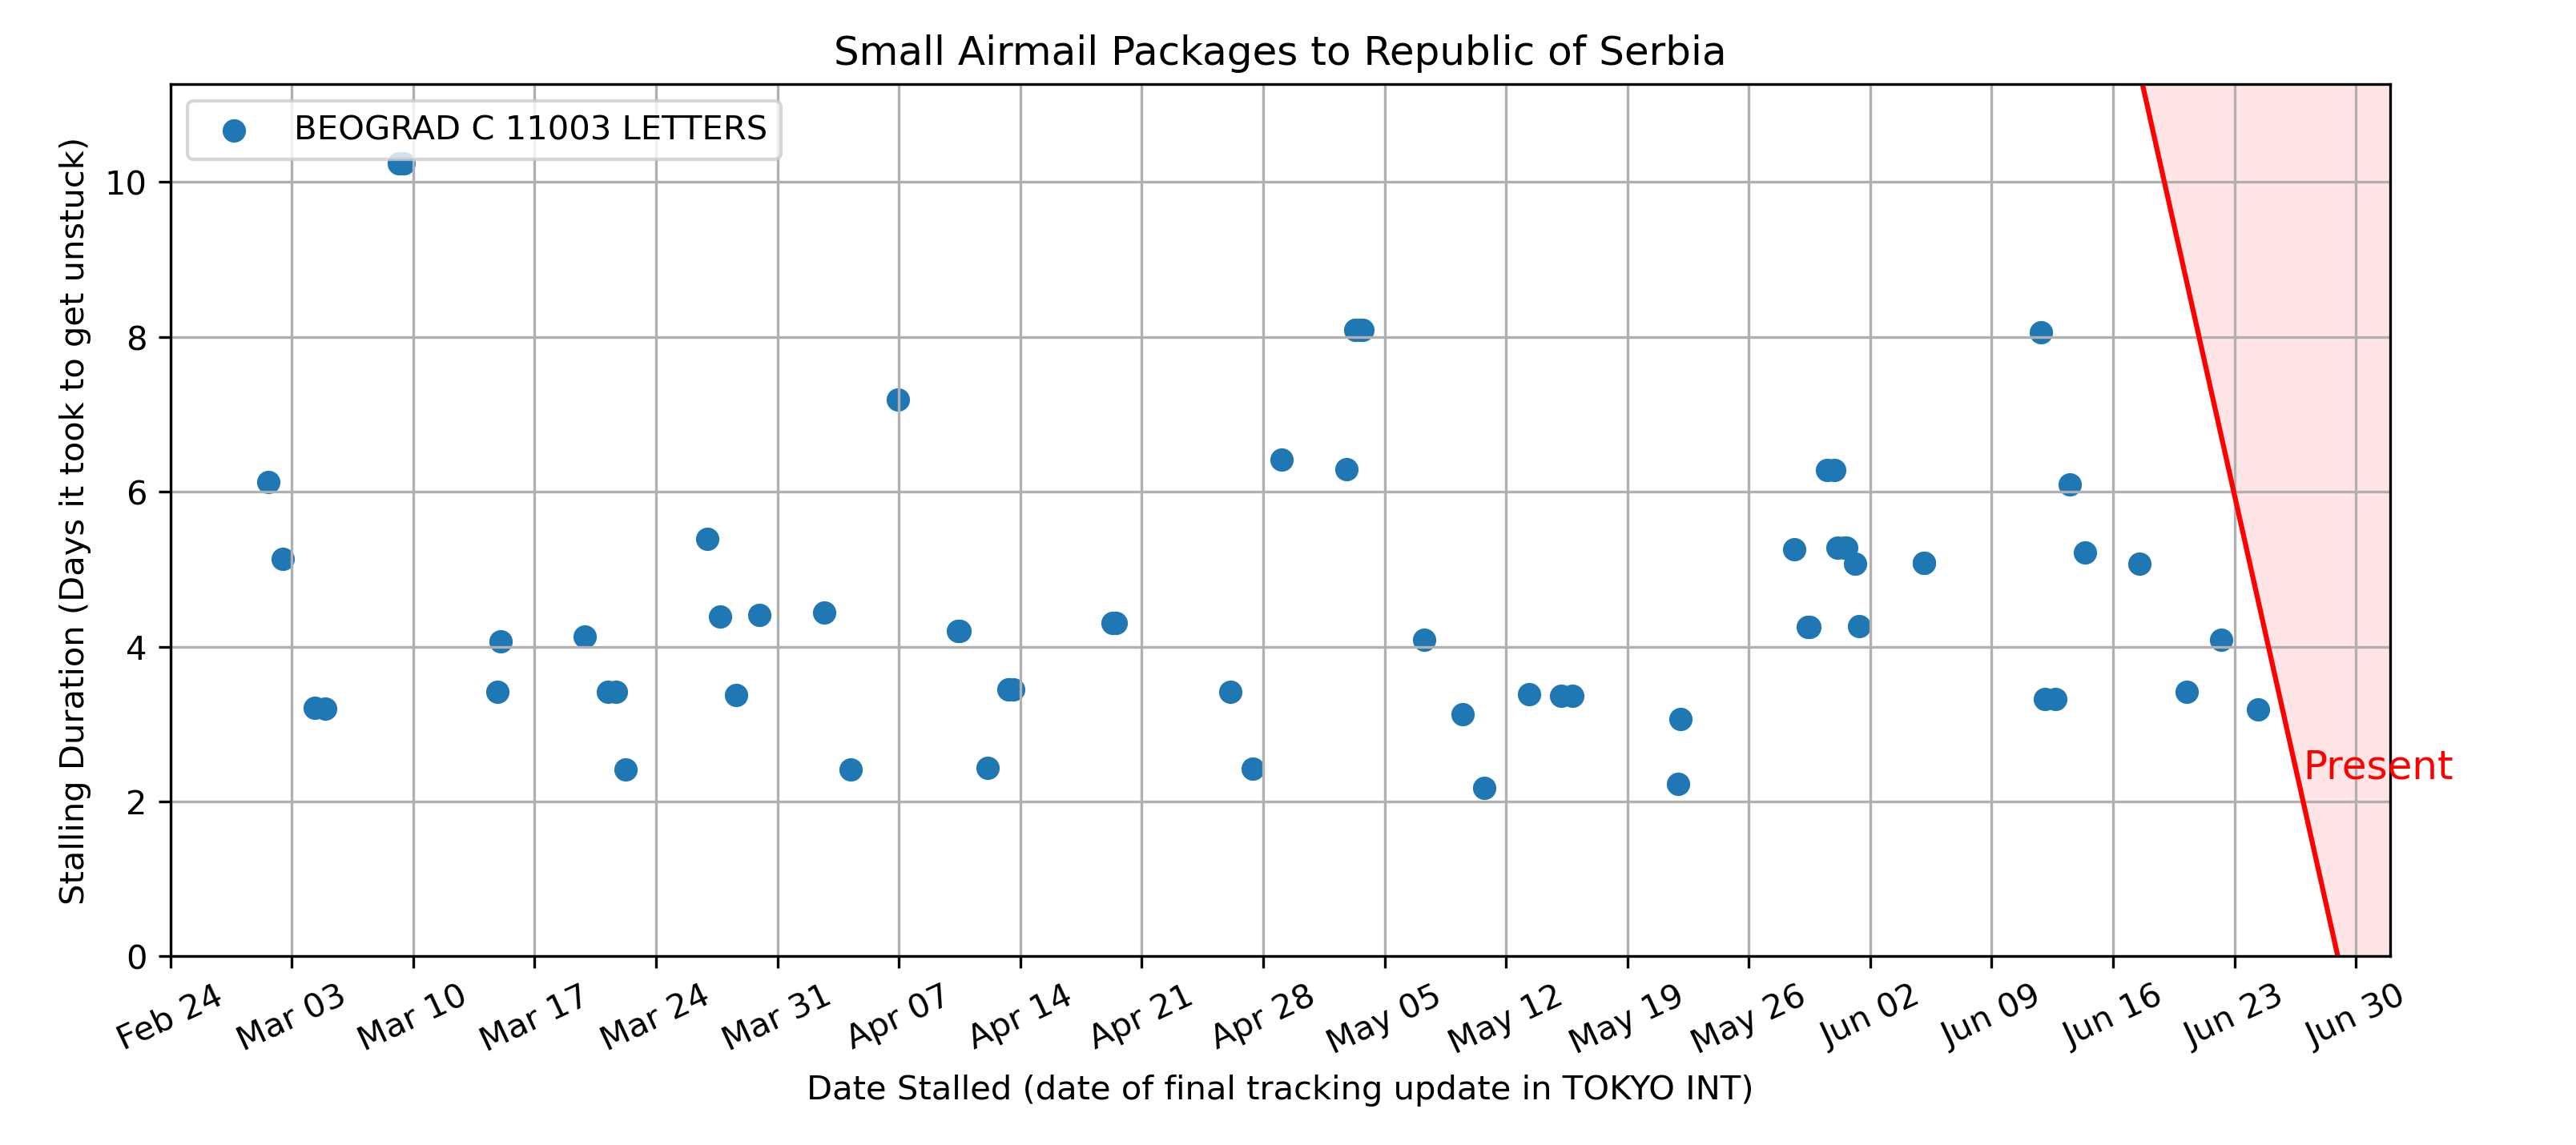 Small Airmail Packages to Republic of Serbia
BEOGRAD C 11003 LETTERS
Stalling Duration (Days it took to get unstuck)
10
8
6
4
2
0
Present
Feb 24
Mar 03
Mar 10
Mar 17
Mar 24
Mar 31
Apr 07
Apr 14
Apr 21
Apr 28
May 05
May 12
May 19
May 26
Jun 02
Jun 09
Jun 16
Jun 23
Jun 30
Date Stalled (date of final tracking update in TOKYO INT)